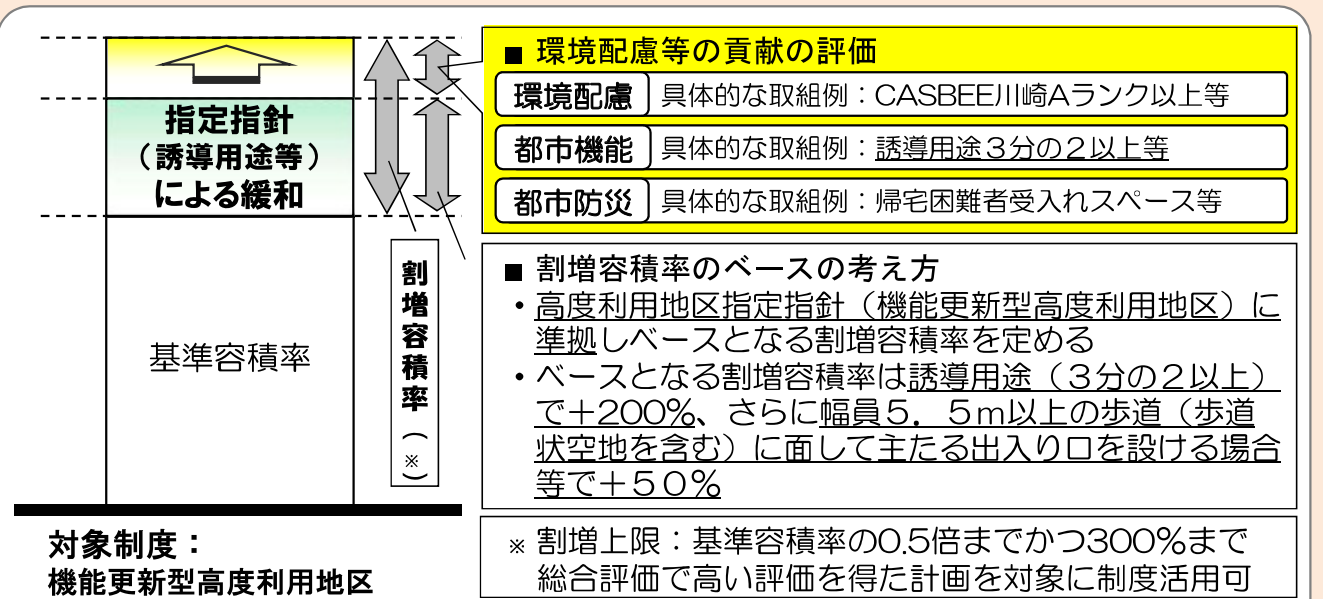 指定指針
(誘導用途等)
による緩和
基準容積率
割増容積率(※)
対象制度：
機能更新型高度利用地区
■ 環境配慮等の貢献の評価
環境配慮 具体的な取組例：CASBEE川崎Aランク以上等
都市機能 具体的な取組例：誘導用途３分の２以上等
都市防災 具体的な取組例：帰宅困難者受入れスペース等
■ 割増容積率のベースの考え方
・高度利用地区指定指針（機能更新型高度利用地区）に
準拠しベースとなる割増容積率を定める
・ベースとなる割増容積率は誘導用途（３分の２以上）
で＋200％、さらに幅員５．５ｍ以上の歩道（歩道
状空地を含む）に面して主たる出入り口を設ける場合
等で＋５０％
※ 割増上限：基準容積率の0.5倍までかつ300％まで
総合評価で高い評価を得た計画を対象に制度活用可